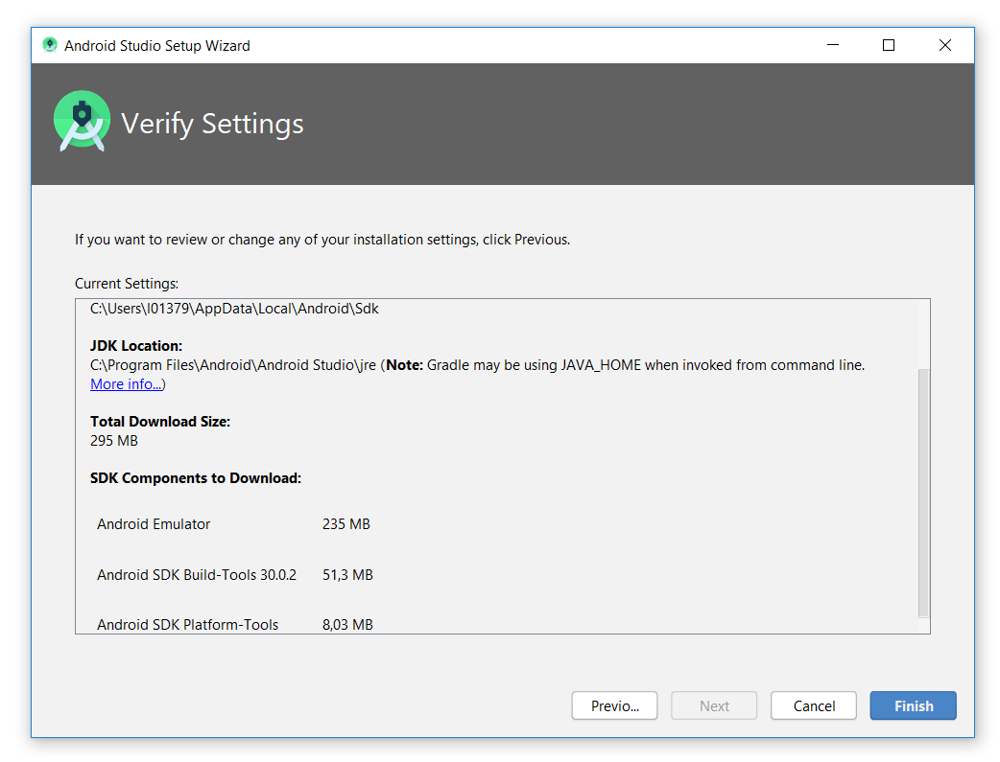 Android Studio Setup Wizard
Verify Settings
If you want to review or change any of your installation settings, click Previous.
Current Settings:
C:\Users\I01379\AppData\Local\Android\Sdk
JDK Location:
C:\Program Files\Android\Android Studio\jre (Note: Gradle may be using JAVA_HOME when invoked from command line.
More info...)
Total Download Size:
295 MB
SDK Components to Download:
Android Emulator 235 MB
Android SDK Build-Tools 30.0.2 51,3 MB
Android SDK Platform-Tools 8,03 MB
Previo... Next Cancel Finish